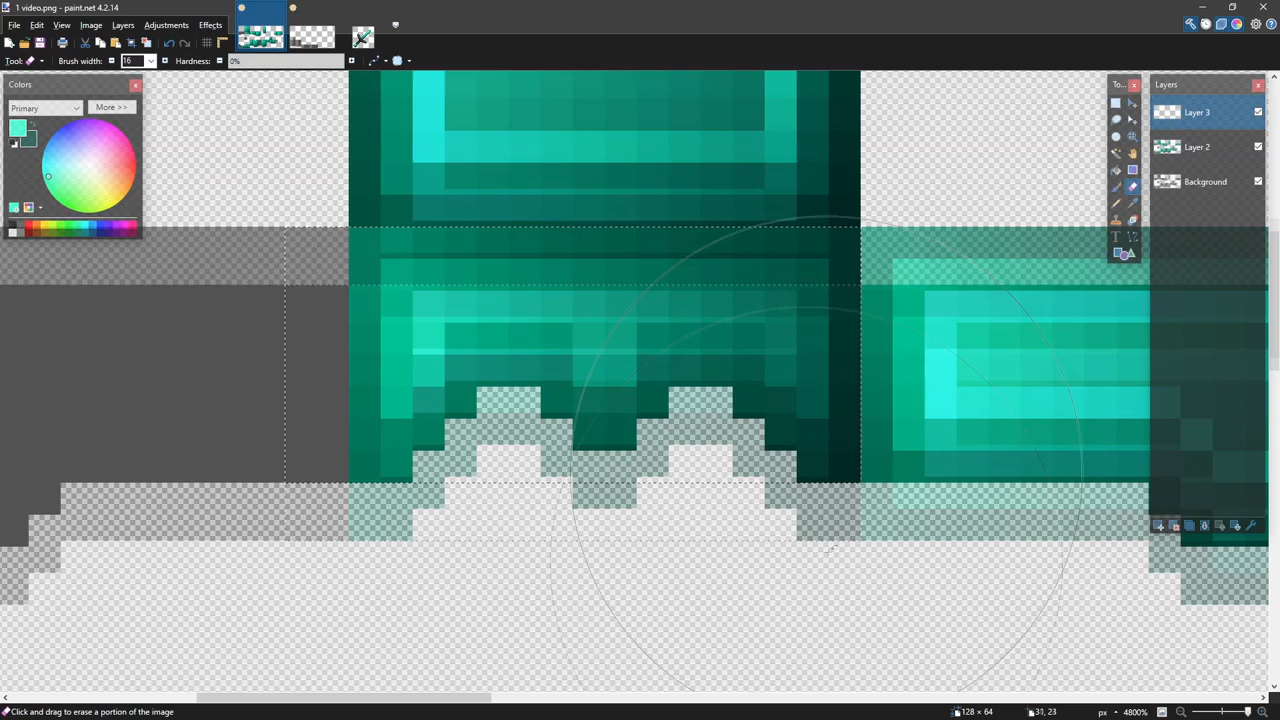 1 video.png - paint.net 4.2.14
File Edit View Image Layers Adjustments Effects
Tool: Brush width: 16 Hardness: 0%
Colors
Primary More >>
To...
Layers
Layer 3
Layer 2
Background
Click and drag to erase a portion of the image
128 × 64
31, 23
px
4800%